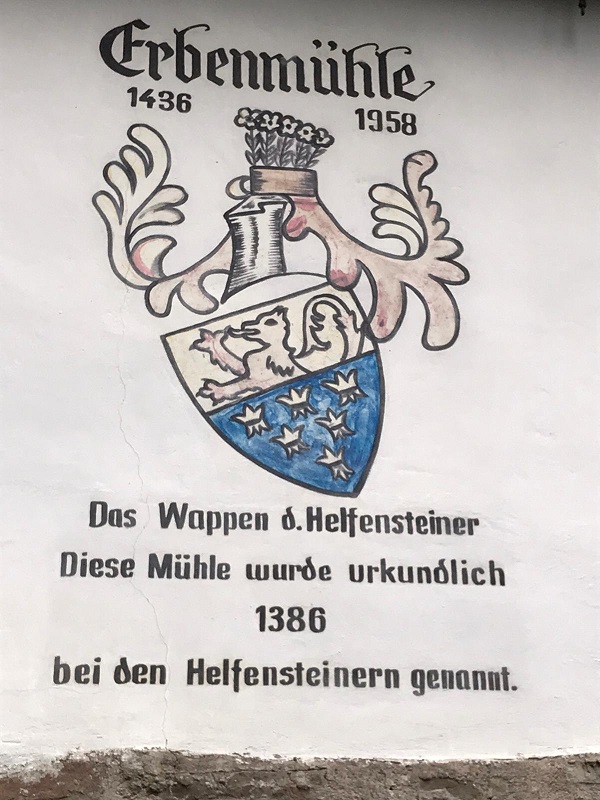 Erbenmühle
1436 1958
Das Wappen d. Helfensteiner
Diese Mühle wurde urkundlich
1386
bei den Helfensteinern genannt.